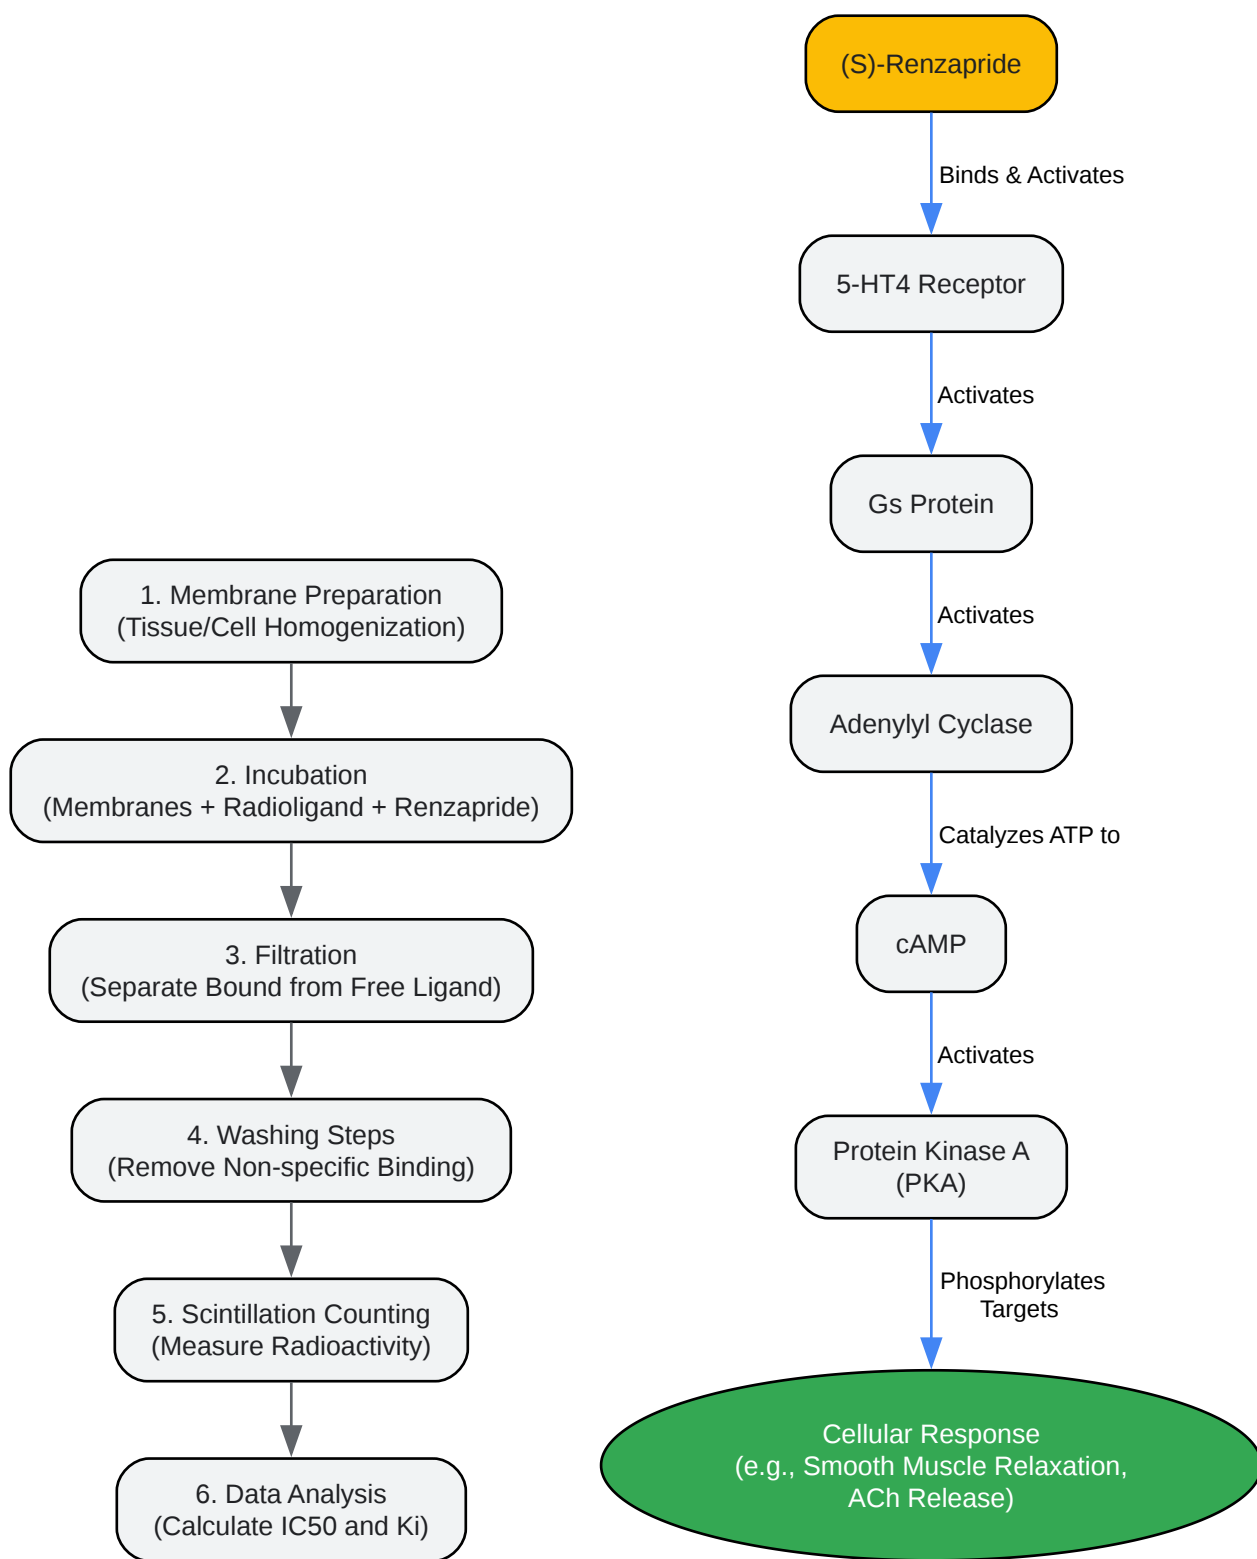 1. Membrane Preparation
(Tissue/Cell Homogenization)
2. Incubation
(Membranes + Radioligand + Renzapride)
3. Filtration
(Separate Bound from Free Ligand)
4. Washing Steps
(Remove Non-specific Binding)
5. Scintillation Counting
(Measure Radioactivity)
6. Data Analysis
(Calculate IC50 and Ki)
(S)-Renzapride
Binds & Activates
5-HT4 Receptor
Activates
Gs Protein
Activates
Adenylyl Cyclase
Catalyzes ATP to
cAMP
Activates
Protein Kinase A
(PKA)
Phosphorylates
Targets
Cellular Response
(e.g., Smooth Muscle Relaxation,
ACh Release)